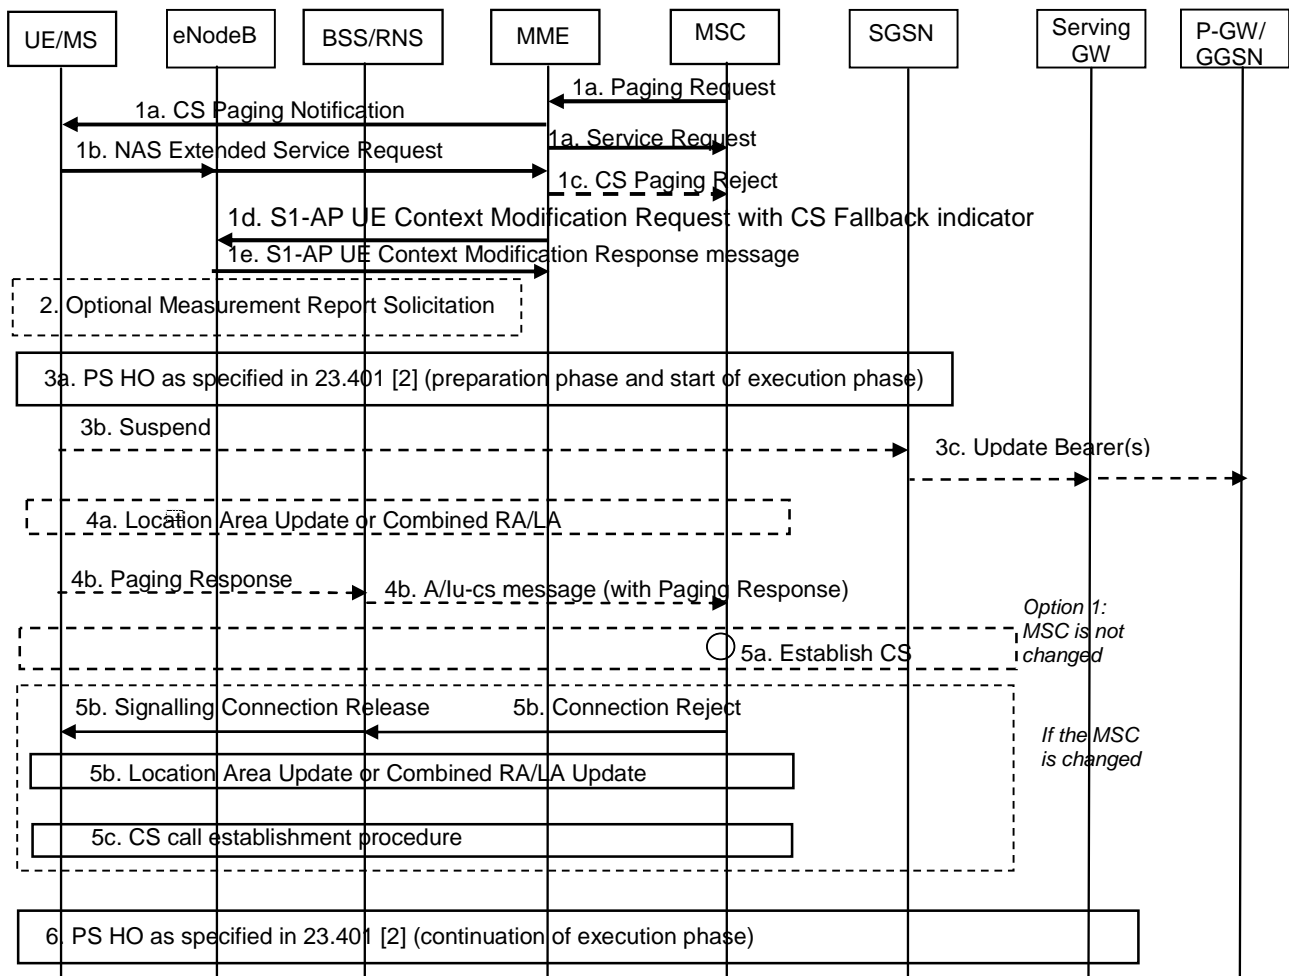 UE/MS
eNodeB
BSS/RNS
MME
MSC
SGSN
Serving
GW
P-GW/
GGSN
1a. Paging Request
1a. CS Paging Notification
1a. Service Request
1b. NAS Extended Service Request
1c. CS Paging Reject
1d. S1-AP UE Context Modification Request with CS Fallback indicator
1e. S1-AP UE Context Modification Response message
2. Optional Measurement Report Solicitation
3a. PS HO as specified in 23.401 [2] (preparation phase and start of execution phase)
3b. Suspend
3c. Update Bearer(s)
4a. Location Area Update or Combined RA/LA
4b. Paging Response
4b. A/Iu-cs message (with Paging Response)
Option 1:
MSC is not
changed
5a. Establish CS
5b. Signalling Connection Release
5b. Connection Reject
If the MSC
is changed
5b. Location Area Update or Combined RA/LA Update
5c. CS call establishment procedure
6. PS HO as specified in 23.401 [2] (continuation of execution phase)